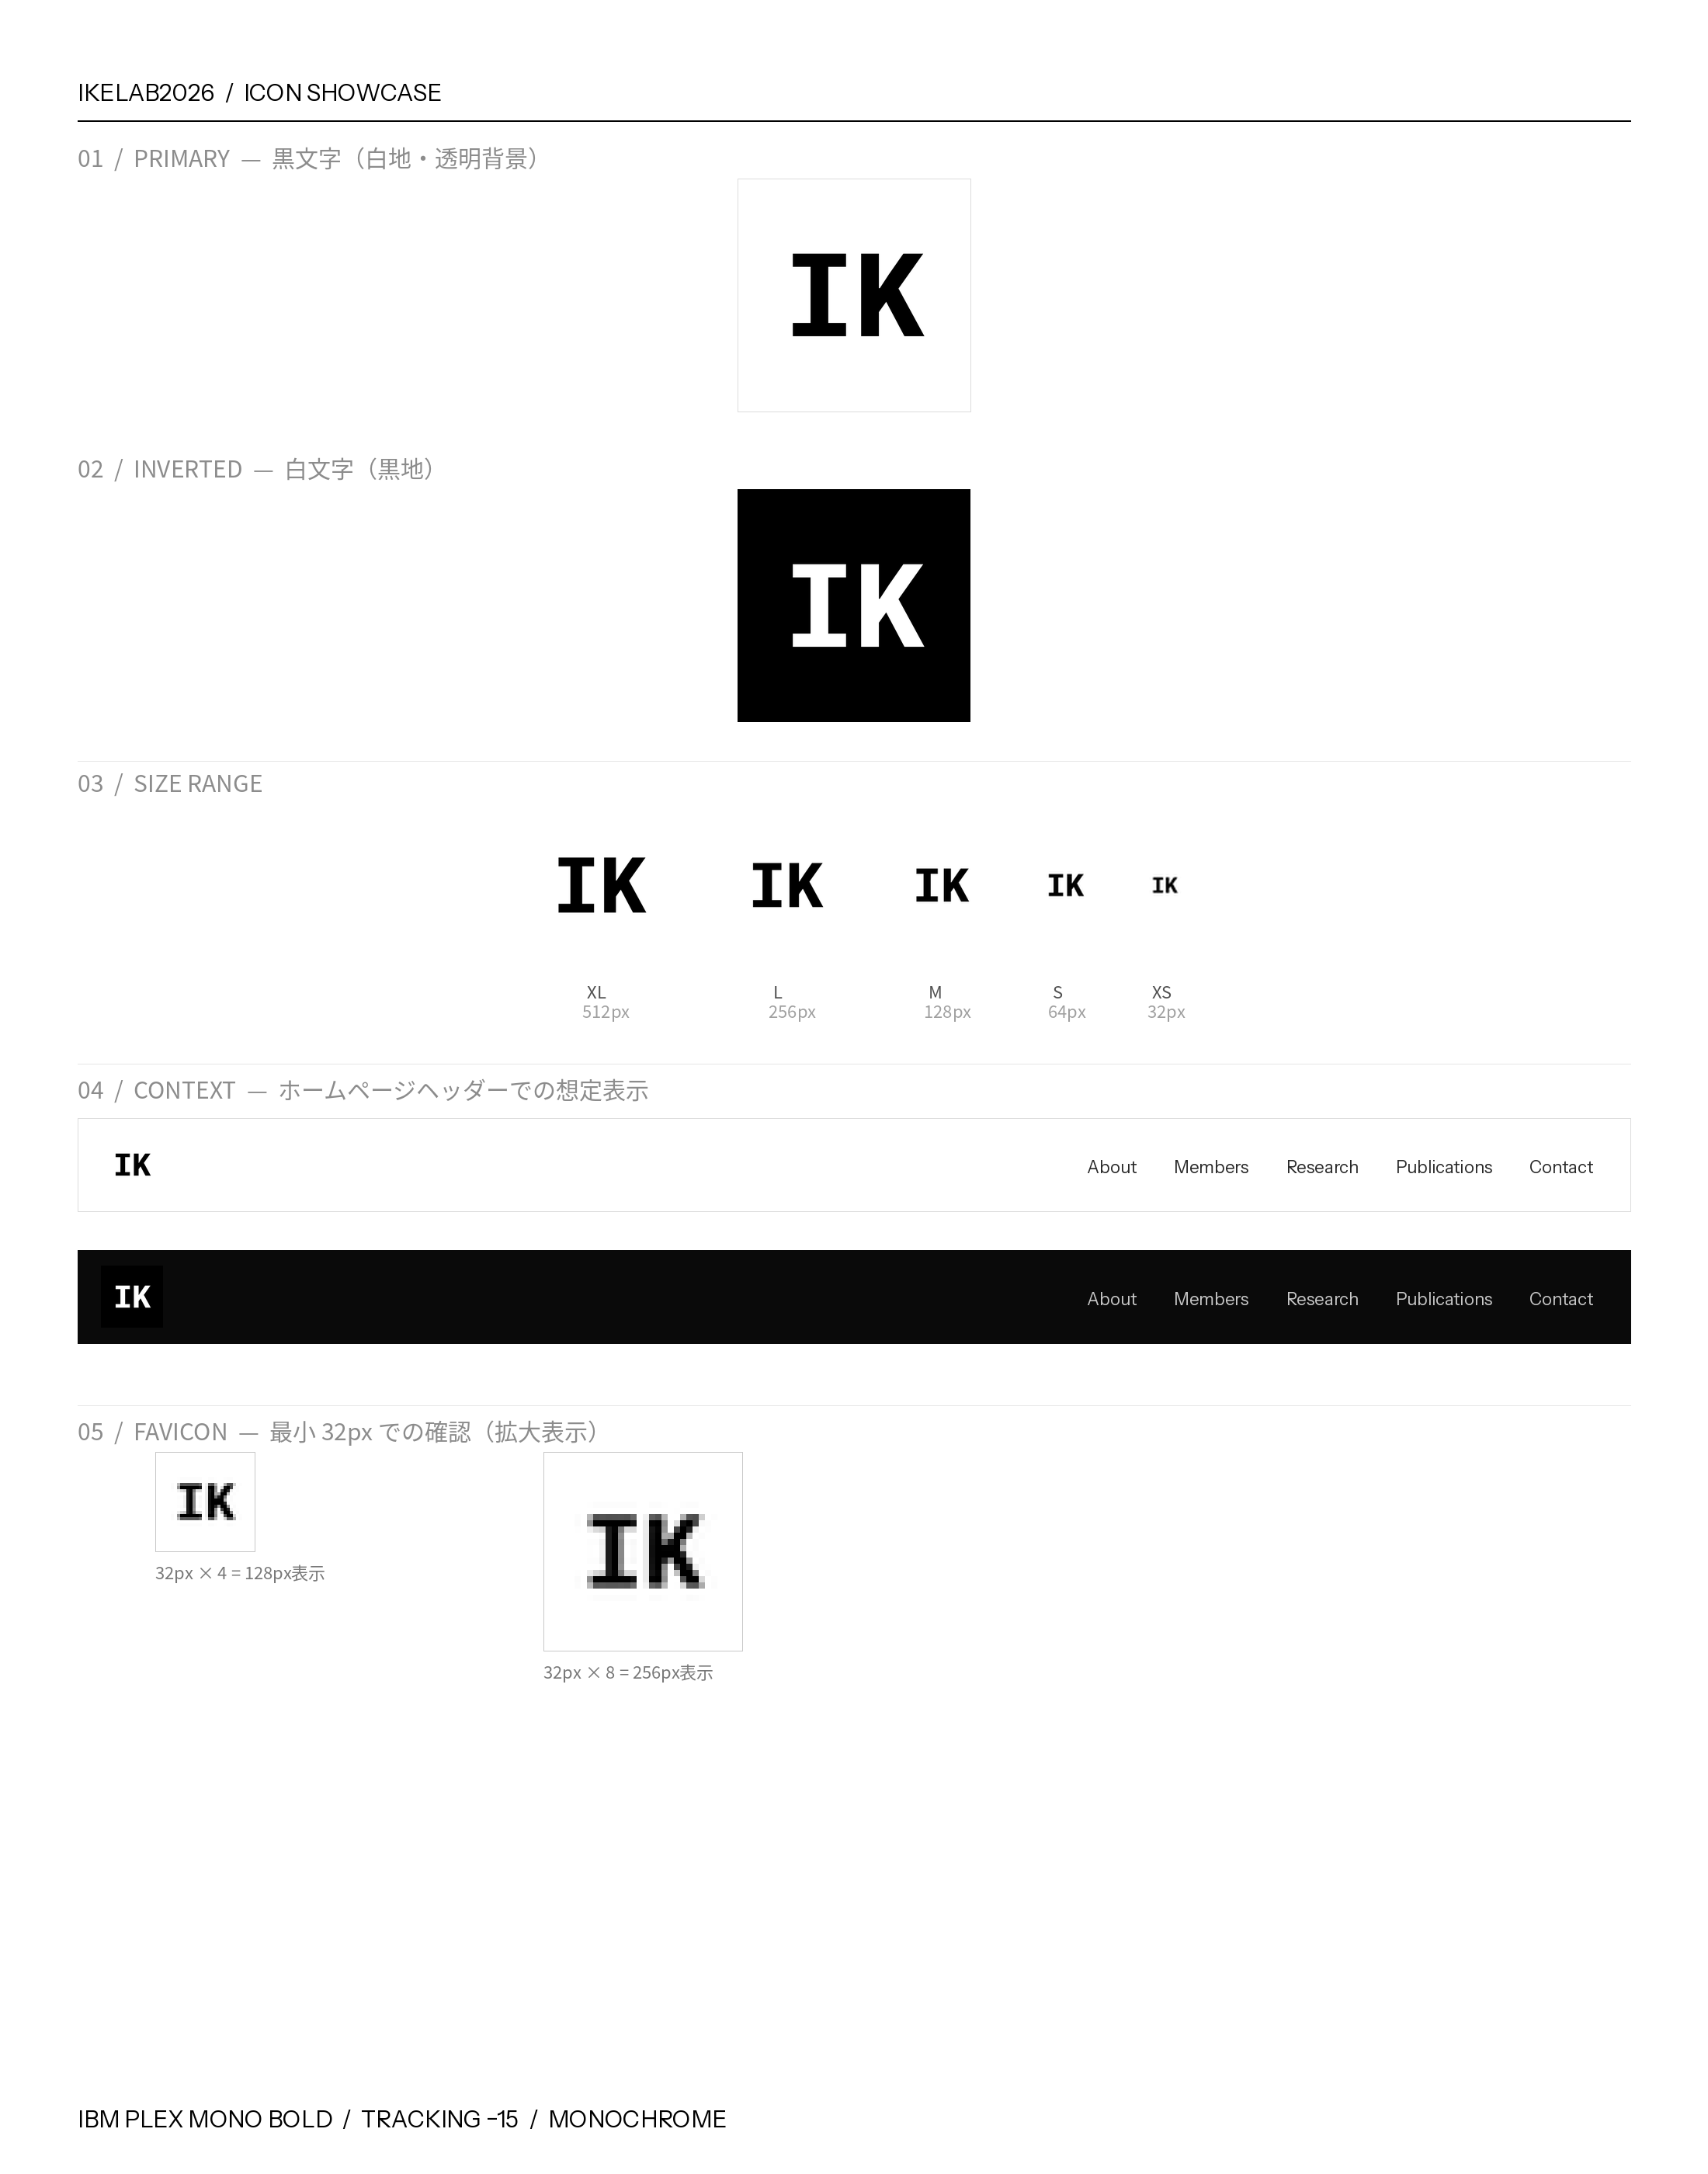 IKELAB2026 / ICON SHOWCASE
01 / PRIMARY — 黒文字（白地・透明背景）
IK
02 / INVERTED — 白文字（黒地）
IK
03 / SIZE RANGE
IK IK IK IK IK
XL L M S XS
512px 256px 128px 64px 32px
04 / CONTEXT — ホームページヘッダーでの想定表示
IK About Members Research Publications Contact
IK About Members Research Publications Contact
05 / FAVICON — 最小 32px での確認（拡大表示）
IK IK
32px × 4 = 128px表示
32px × 8 = 256px表示
IBM PLEX MONO BOLD / TRACKING −15 / MONOCHROME